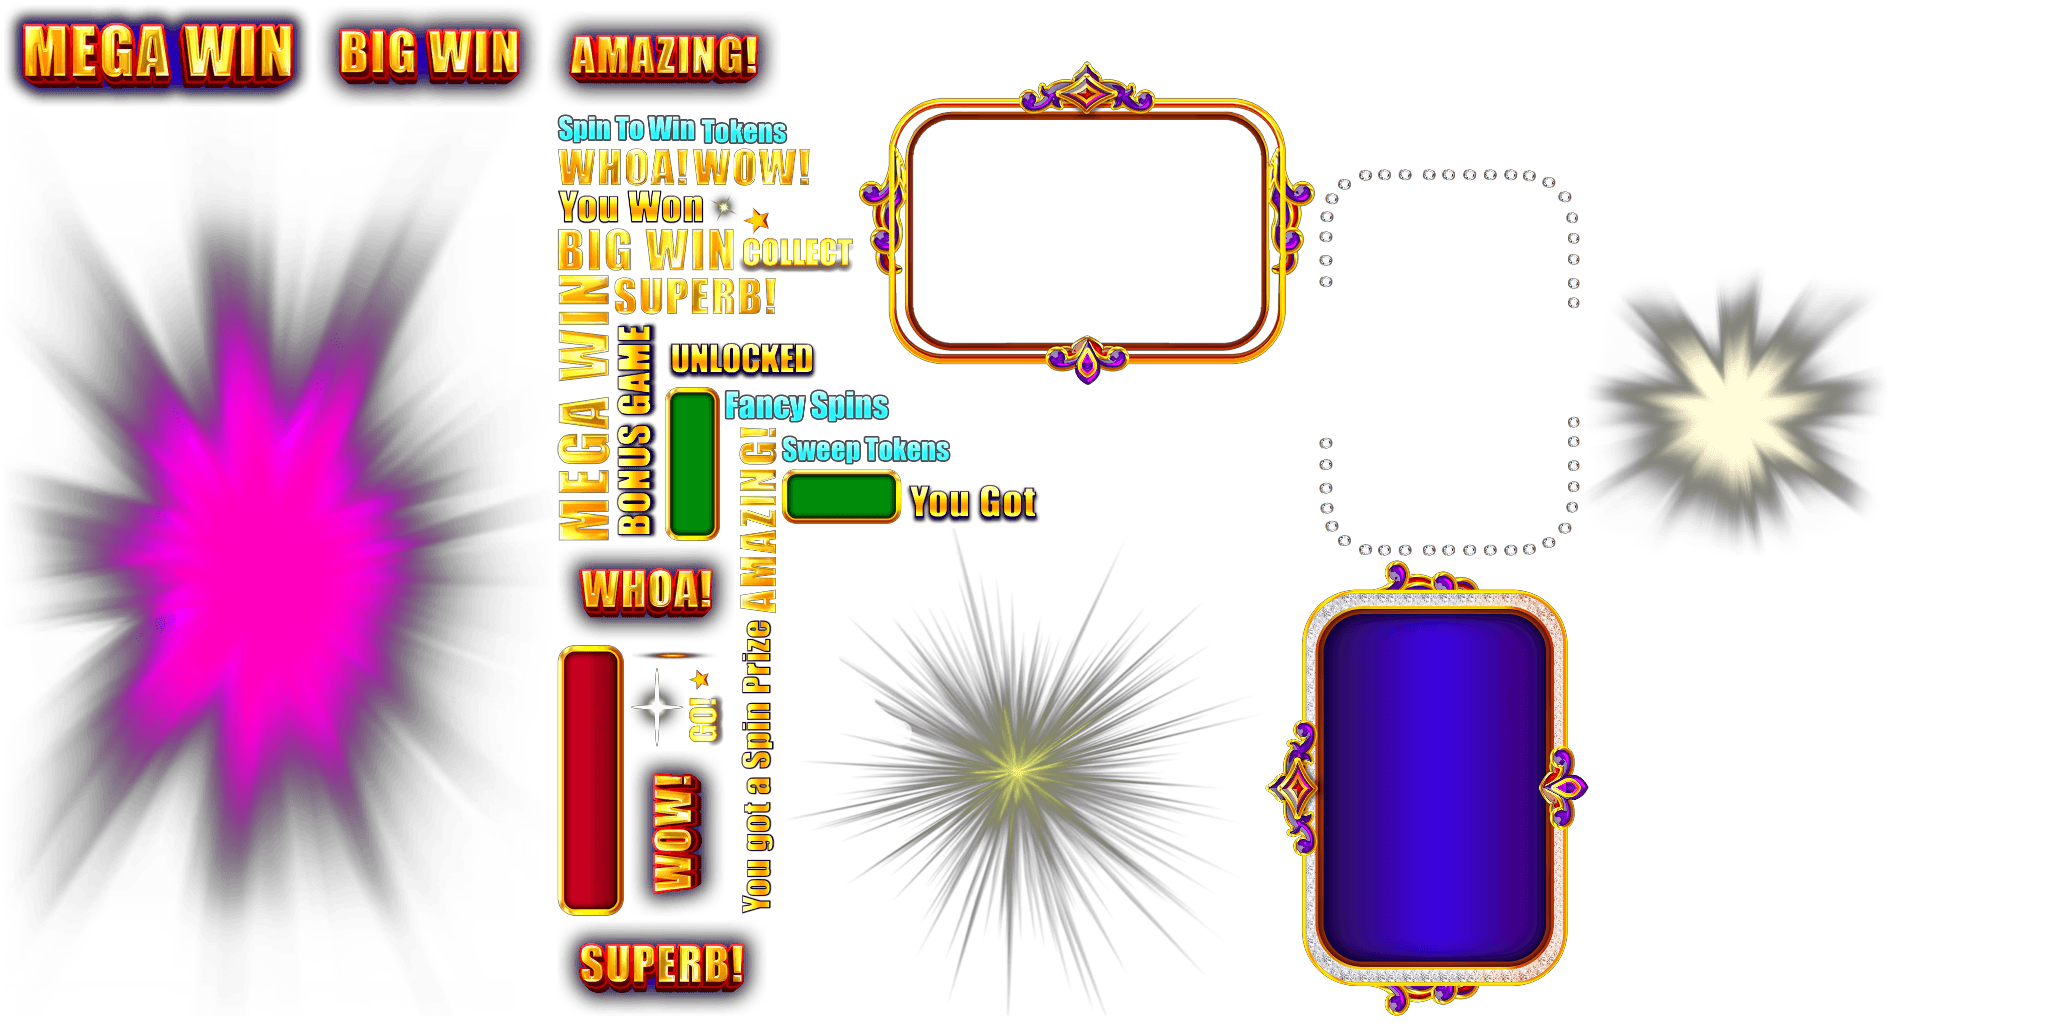 MEGA WIN
BIG WIN
AMAZING!
Spin To Win Tokens
WHOA! WOW!
You Won
BIG WIN
COLLECT
SUPERB!
MEGA WIN
BONUS GAME
UNLOCKED
Fancy Spins
Sweep Tokens
AMAZING!
You Got
WHOA!
You got a Spin Prize
GO!
WOW!
SUPERB!